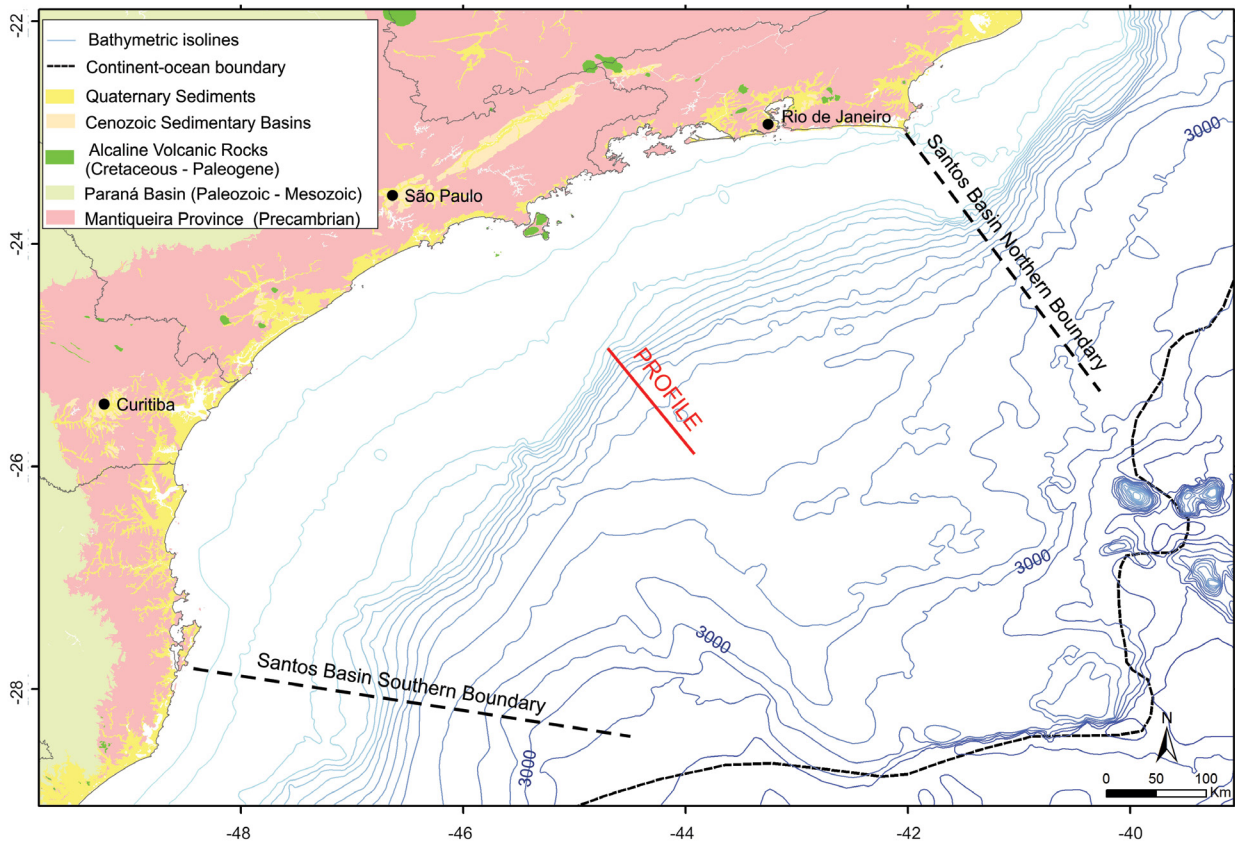 -22
-24
-26
-28
Bathymetric isolines
Continent-ocean boundary
Quaternary Sediments
Cenozoic Sedimentary Basins
Alcaline Volcanic Rocks
(Cretaceous - Paleogene)
Paraná Basin (Paleozoic - Mesozoic)
Mantiqueira Province (Precambrian)
Rio de Janeiro
São Paulo
Curitiba
3000
Santos Basin Northern Boundary
PROFILE
3000
3000
Santos Basin Southern Boundary
3000
N
0 50 100
Km
-48 -46 -44 -42 -40